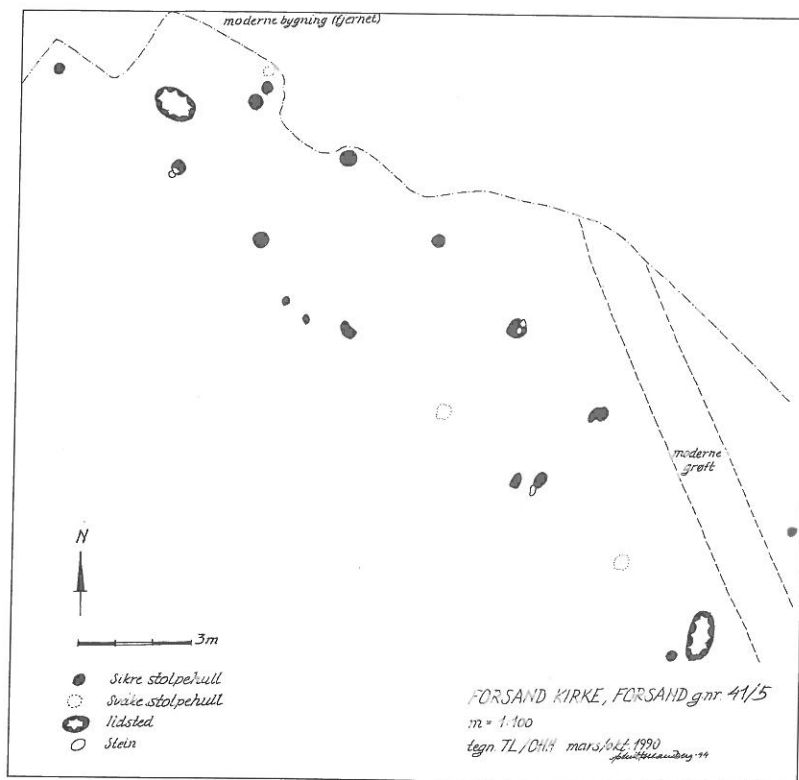 moderne bygning (fjernet)
moderne
grøft
N
3m
Sikre stolpehull
Svake stolpehull
Ildsted
Stein
FORSAND KIRKE, FORSAND gnr. 41/5
m = 1:100
tegn. TL/OHH mars/okt. 1990